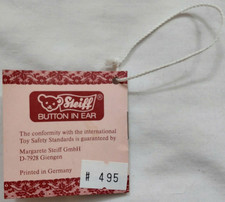 Steiff
BUTTON IN EAR
The conformity with the international
Toy Safety Standards is guaranteed by
Margarete Steiff GmbH
D-7928 Giengen
Printed in Germany
# 495